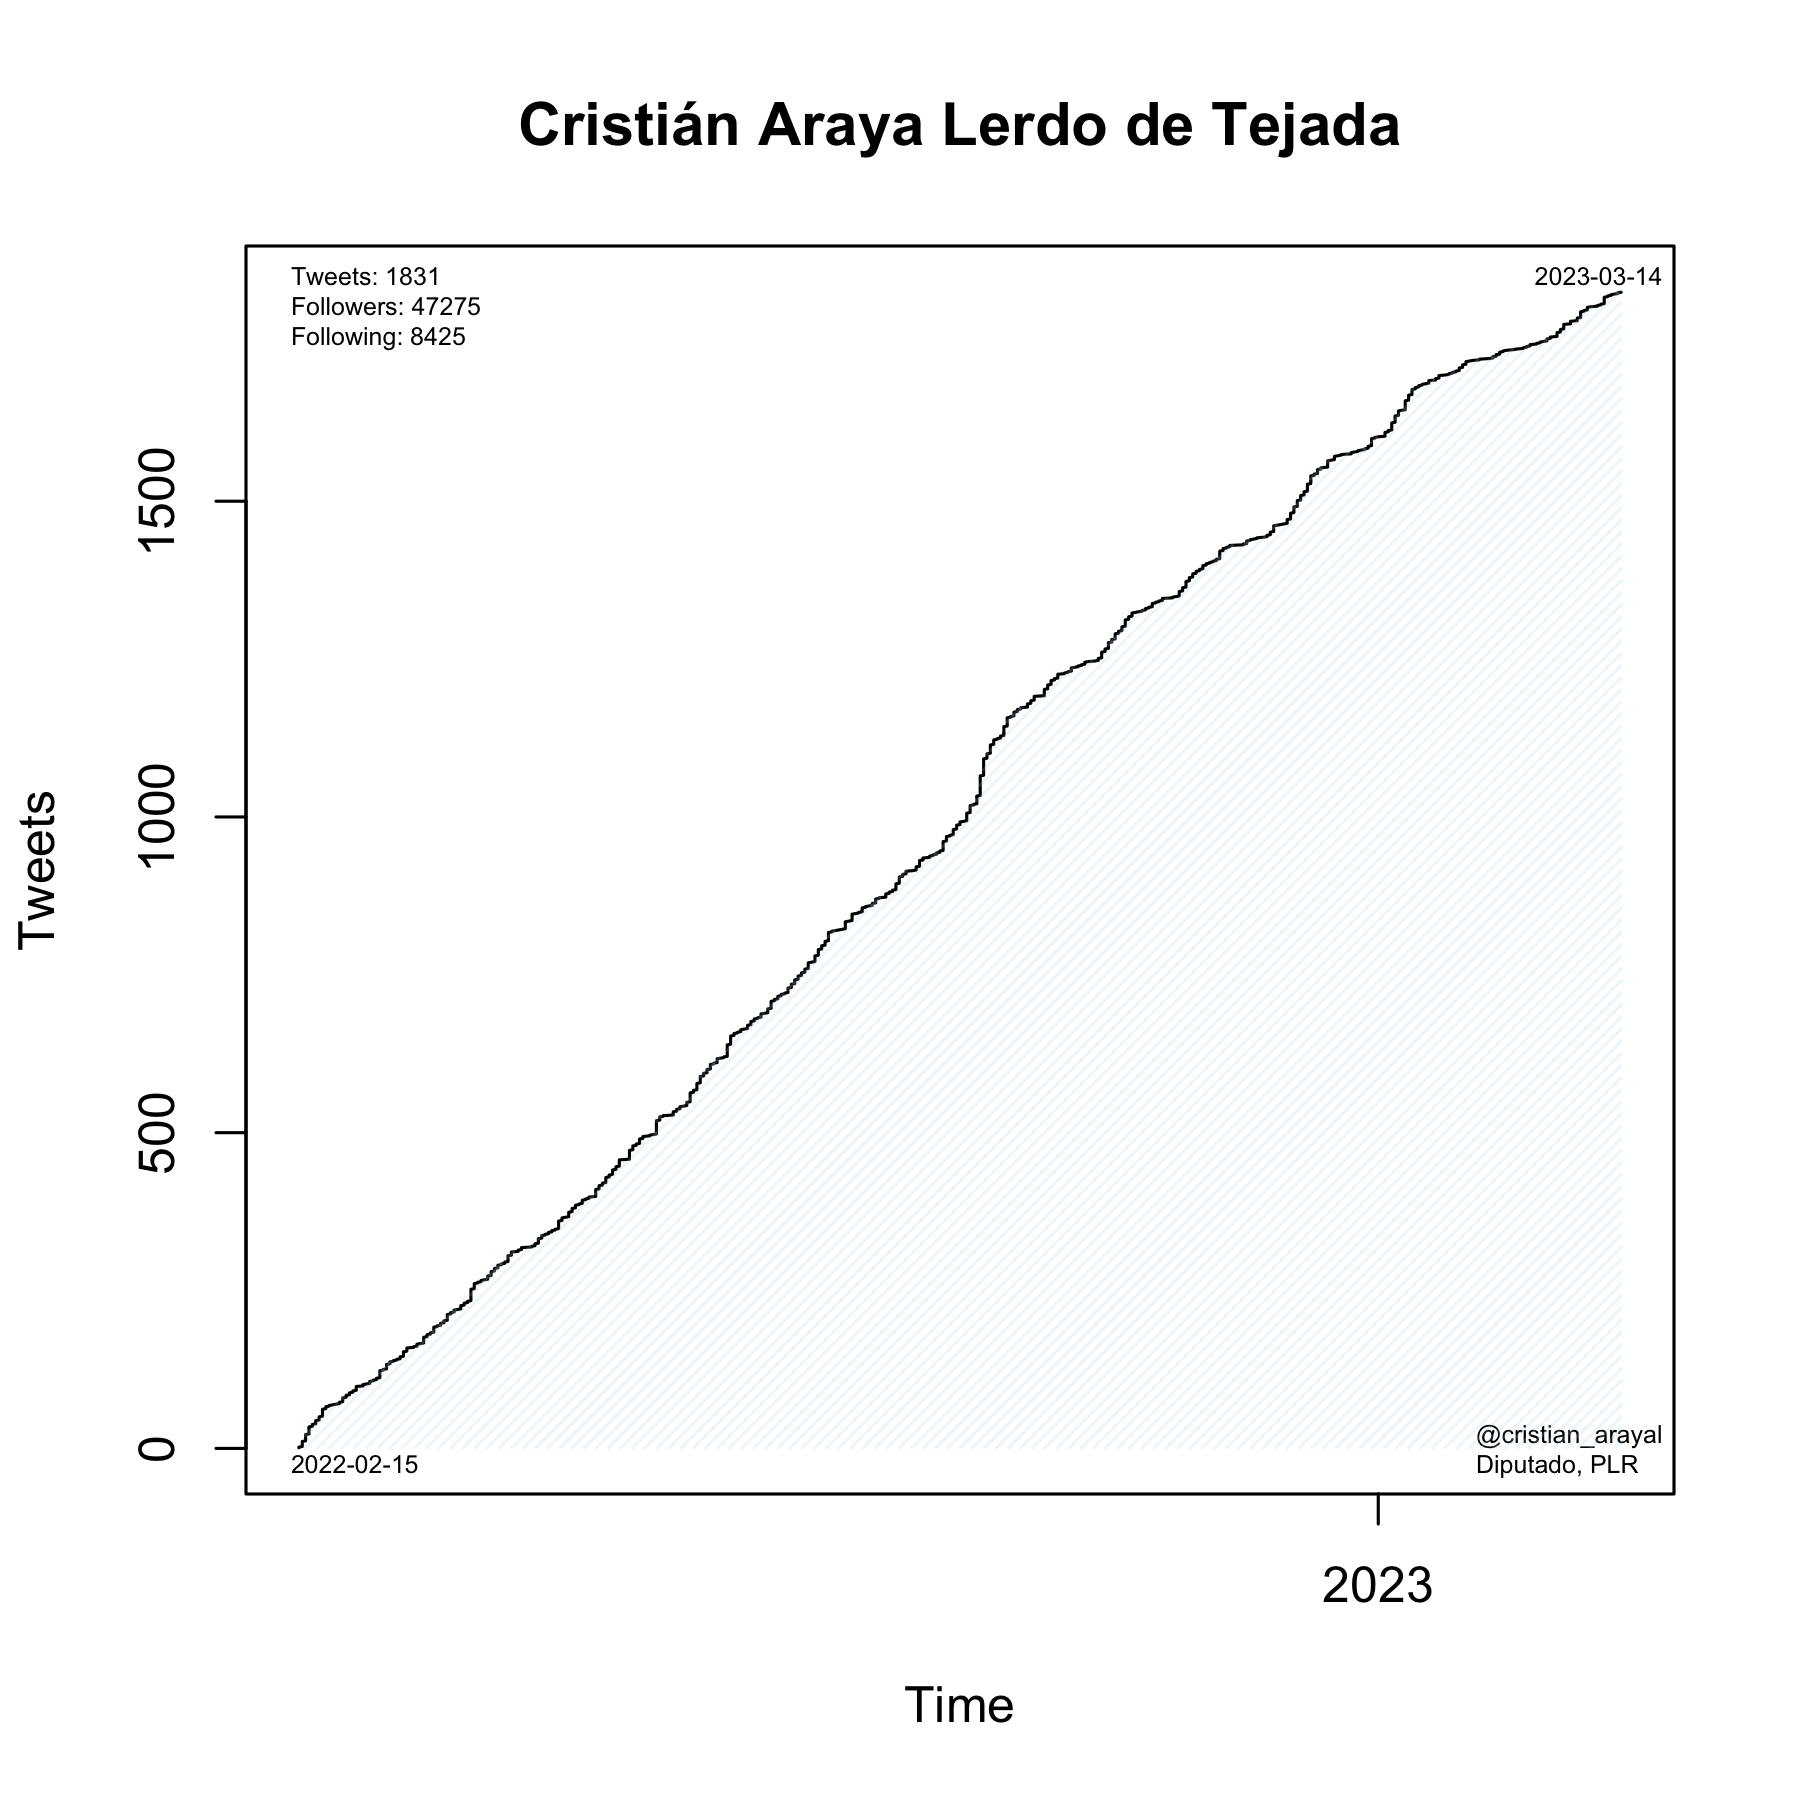 Cristián Araya Lerdo de Tejada
Tweets: 1831
Followers: 47275
Following: 8425
2023-03-14
1500
1000
500
0
Tweets
2022-02-15
@cristian_arayal
Diputado, PLR
2023
Time